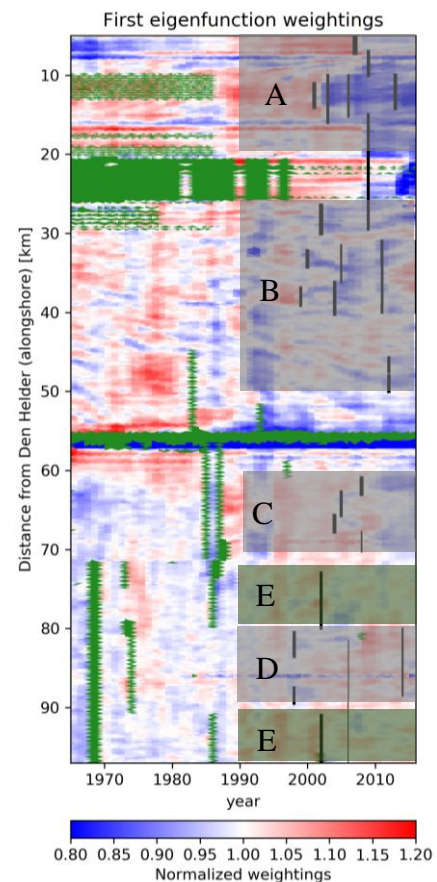 First eigenfunction weightings
Distance from Den Helder (alongshore) [km]
10
20
30
40
50
60
70
80
90
A
B
C
E
D
E
1970
1980
1990
2000
2010
year
0.80 0.85 0.90 0.95 1.00 1.05 1.10 1.15 1.20
Normalized weightings